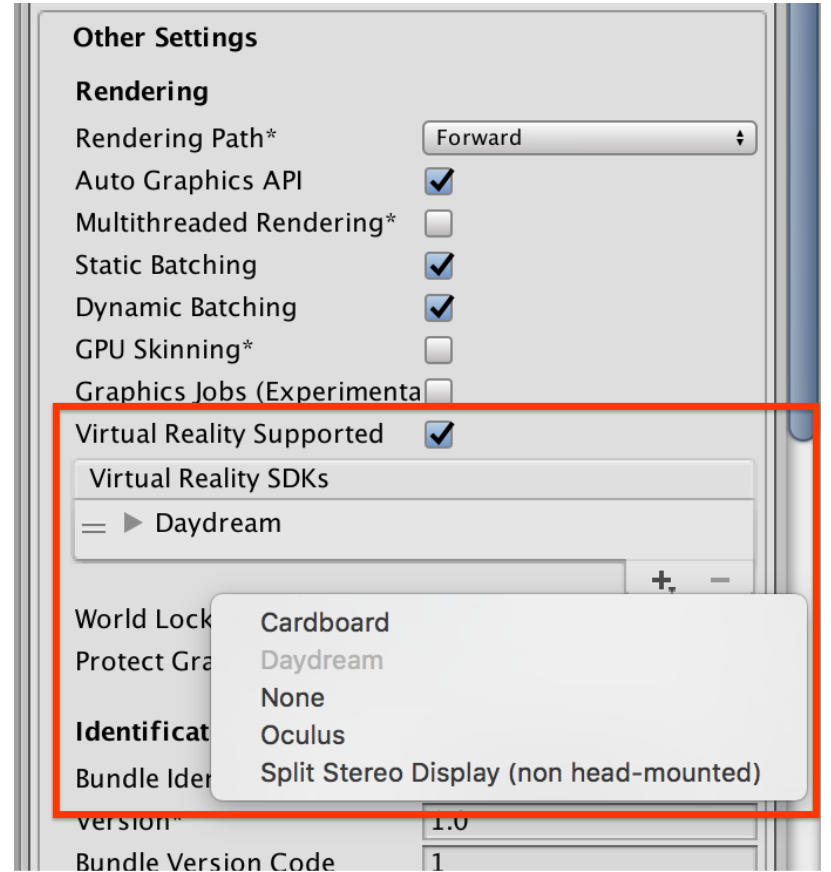 Other Settings
Rendering
Rendering Path* Forward
Auto Graphics API
Multithreaded Rendering*
Static Batching
Dynamic Batching
GPU Skinning*
Graphics Jobs (Experimenta
Virtual Reality Supported
Virtual Reality SDKs
Daydream
World Lock
Protect Gra
Cardboard
Daydream
None
Oculus
Split Stereo Display (non head-mounted)
Identificat
Bundle Ider
Version* 1.0
Bundle Version Code 1